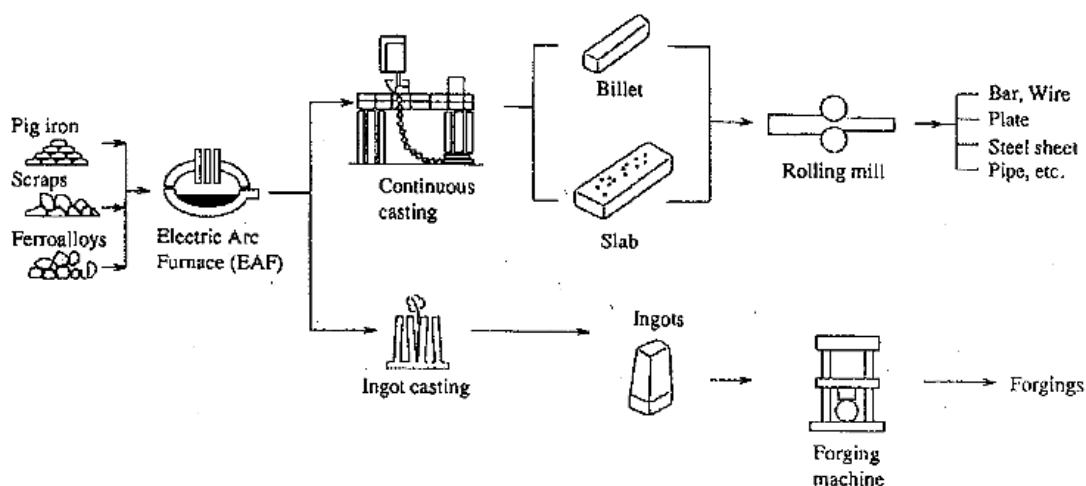 Pig iron
Scraps
Ferroalloys
Electric Arc
Furnace (EAF)
Continuous
casting
Billet
Slab
Rolling mill
Bar, Wire
Plate
Steel sheet
Pipe, etc.
Ingot casting
Ingots
Forging
machine
Forgings